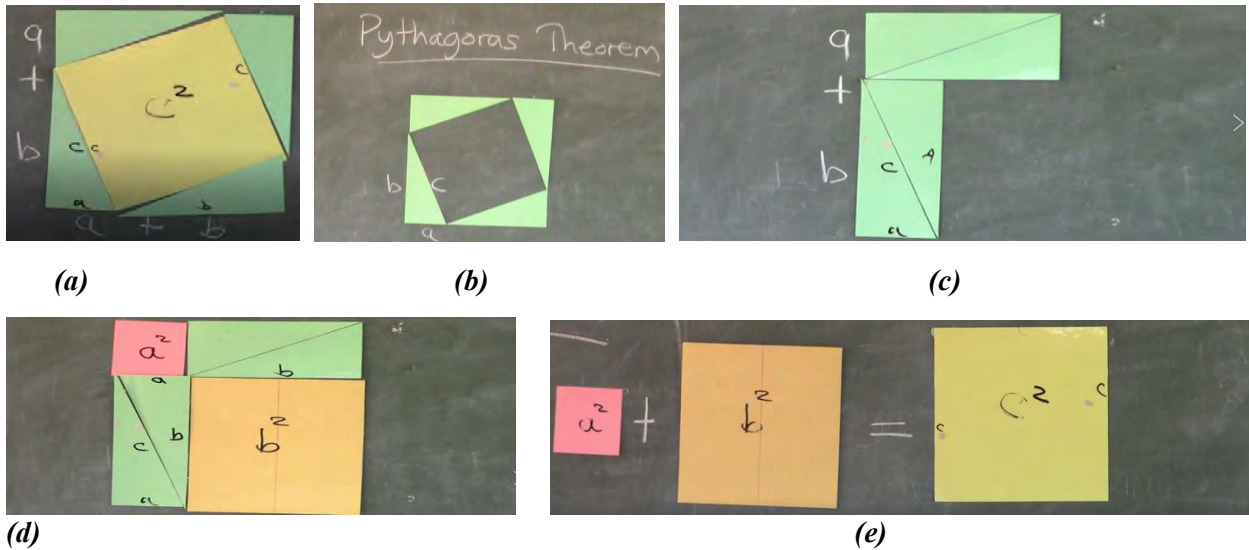 a
+
b
c²
c
c
a
b
a + b
Pythagoras Theorem
b
c
a
a
+
b
c
A
a
(a)
(b)
(c)
a²
a
b
c
b
b²
a
a² + b² = c²
c
c
(d)
(e)